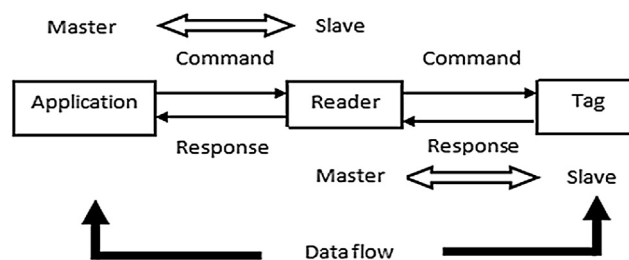 Master Slave
Command Command
Application Reader Tag
Response Response
Master Slave
Data flow